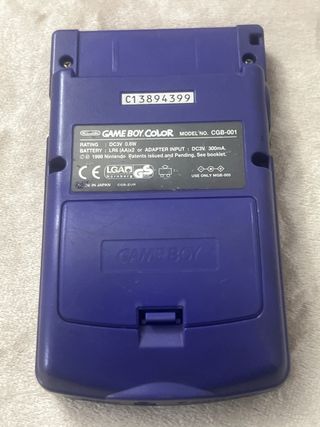 C13894399
Nintendo GAME BOY COLOR MODEL NO. CGB-001
RATING : DC3V 0.6W
BATTERY : LR6 (AA)x2 or ADAPTER INPUT : DC3V, 300mA.
© 1998 Nintendo Patents Issued and Pending. See booklet.
LGA
Nürnberg
GS
IN JAPAN
USE ONLY MGB-005
GAME BOY